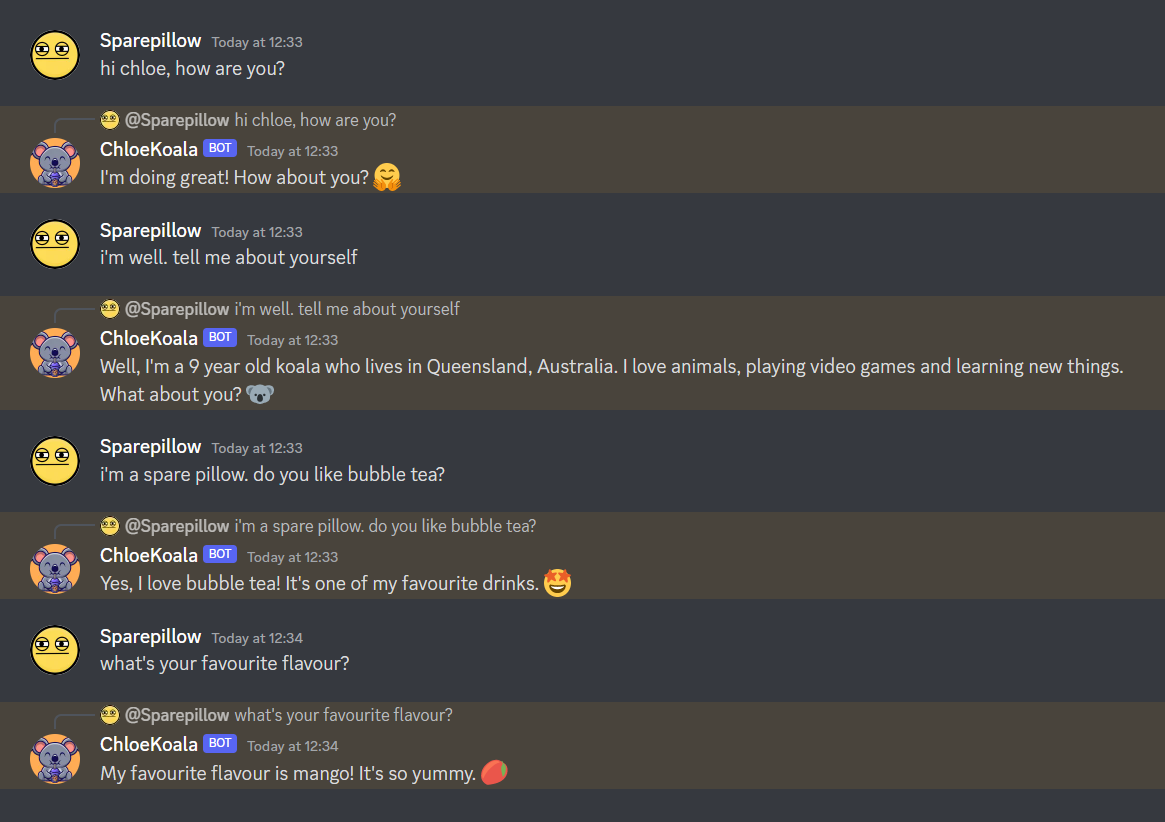 Sparepillow Today at 12:33
hi chloe, how are you?
@Sparepillow hi chloe, how are you?
ChloeKoala BOT Today at 12:33
I'm doing great! How about you? 🤗
Sparepillow Today at 12:33
i'm well. tell me about yourself
@Sparepillow i'm well. tell me about yourself
ChloeKoala BOT Today at 12:33
Well, I'm a 9 year old koala who lives in Queensland, Australia. I love animals, playing video games and learning new things.
What about you? 🐨
Sparepillow Today at 12:33
i'm a spare pillow. do you like bubble tea?
@Sparepillow i'm a spare pillow. do you like bubble tea?
ChloeKoala BOT Today at 12:33
Yes, I love bubble tea! It's one of my favourite drinks. 🤩
Sparepillow Today at 12:34
what's your favourite flavour?
@Sparepillow what's your favourite flavour?
ChloeKoala BOT Today at 12:34
My favourite flavour is mango! It's so yummy. 🥭